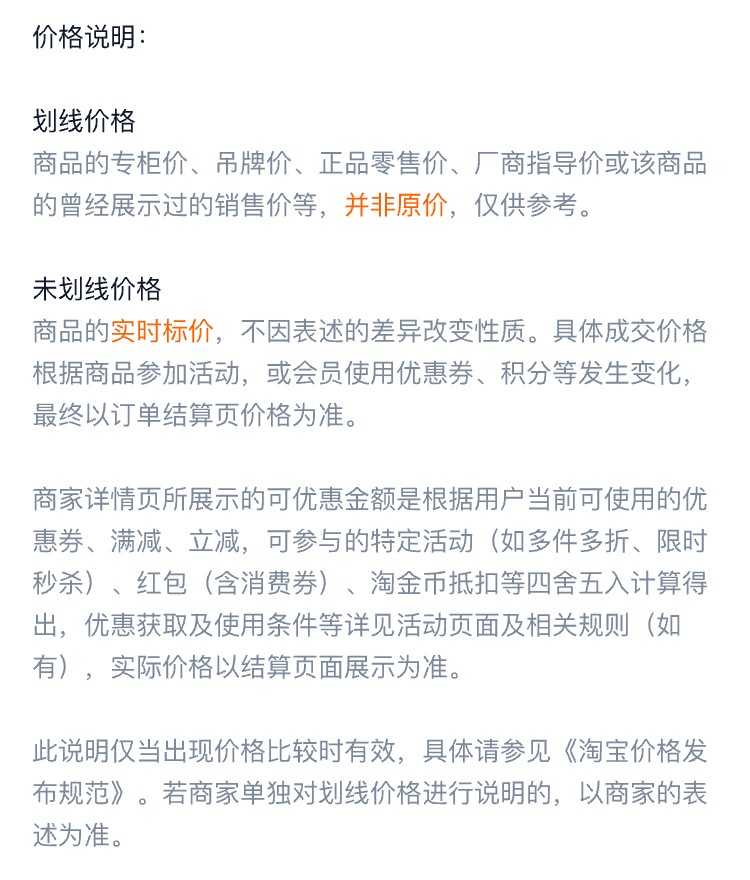 价格说明：
划线价格
商品的专柜价、吊牌价、正品零售价、厂商指导价或该商品
的曾经展示过的销售价等，并非原价，仅供参考。
未划线价格
商品的实时标价，不因表述的差异改变性质。具体成交价格
根据商品参加活动，或会员使用优惠券、积分等发生变化，
最终以订单结算页价格为准。
商家详情页所展示的可优惠金额是根据用户当前可使用的优
惠券、满减、立减，可参与的特定活动（如多件多折、限时
秒杀）、红包（含消费券）、淘金币抵扣等四舍五入计算得
出，优惠获取及使用条件等详见活动页面及相关规则（如
有），实际价格以结算页面展示为准。
此说明仅当出现价格比较时有效，具体请参见《淘宝价格发
布规范》。若商家单独对划线价格进行说明的，以商家的表
述为准。